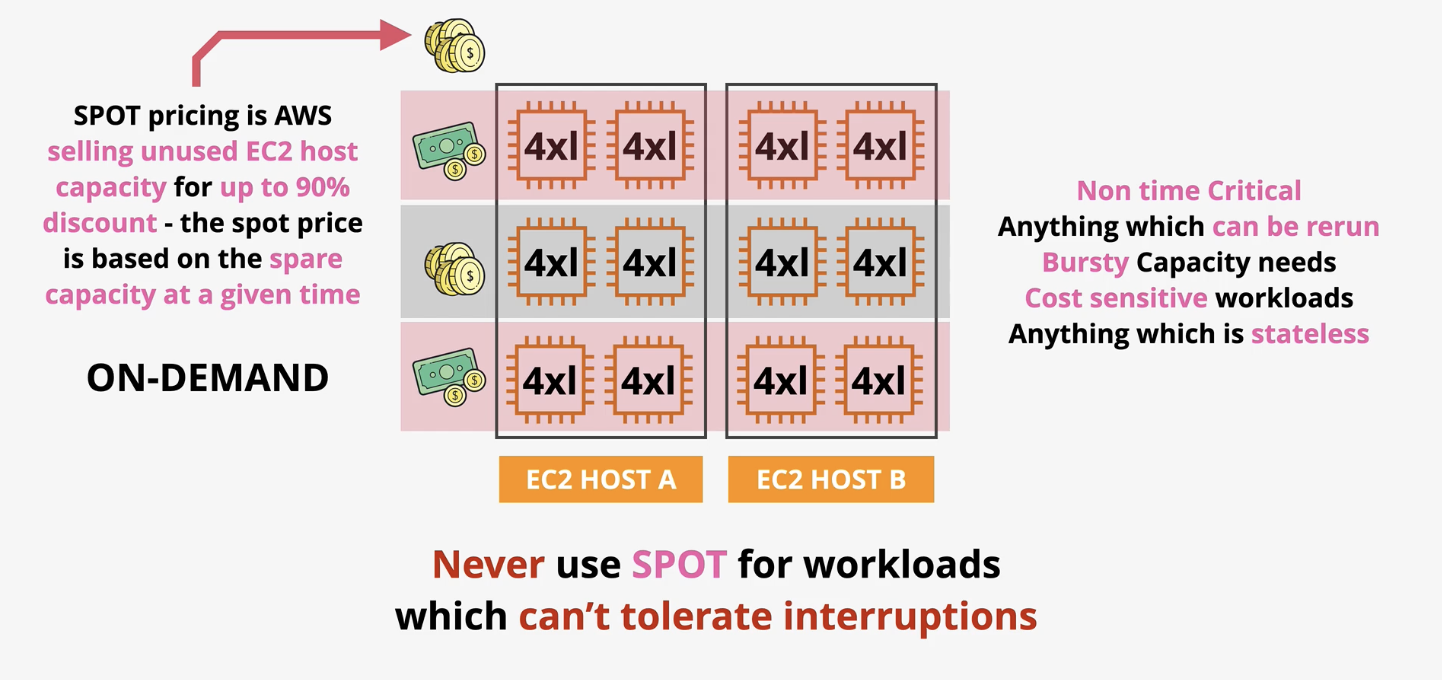 SPOT pricing is AWS
selling unused EC2 host
capacity for up to 90%
discount - the spot price
is based on the spare
capacity at a given time
ON-DEMAND
4xl 4xl 4xl 4xl
4xl 4xl 4xl 4xl
4xl 4xl 4xl 4xl
EC2 HOST A
EC2 HOST B
Non time Critical
Anything which can be rerun
Bursty Capacity needs
Cost sensitive workloads
Anything which is stateless
Never use SPOT for workloads
which can’t tolerate interruptions